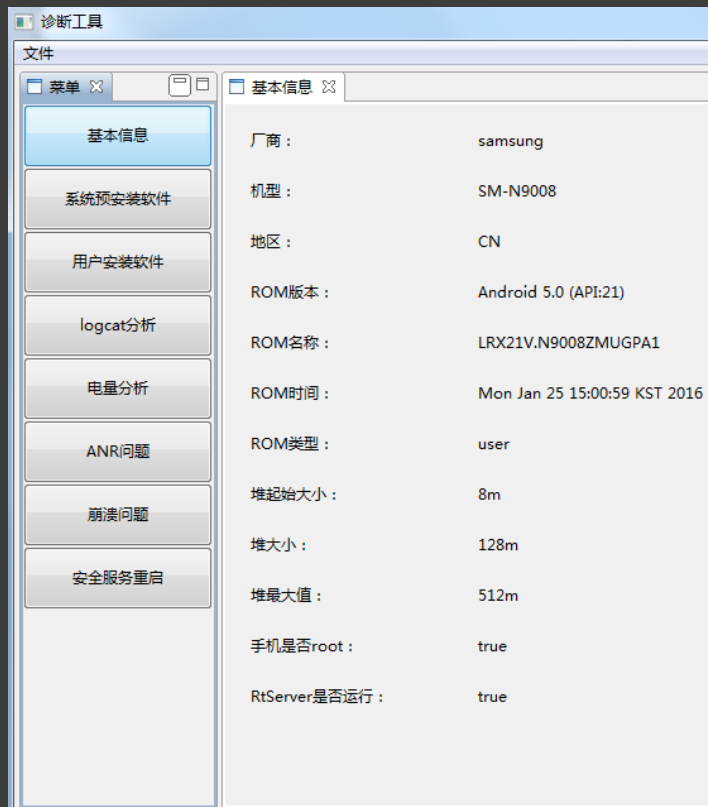 诊断工具
文件
菜单
基本信息
系统预安装软件
用户安装软件
logcat分析
电量分析
ANR问题
崩溃问题
安全服务重启
基本信息
厂商： samsung
机型： SM-N9008
地区： CN
ROM版本： Android 5.0 (API:21)
ROM名称： LRX21V.N9008ZMUGPA1
ROM时间： Mon Jan 25 15:00:59 KST 2016
ROM类型： user
堆起始大小： 8m
堆大小： 128m
堆最大值： 512m
手机是否root： true
RtServer是否运行： true